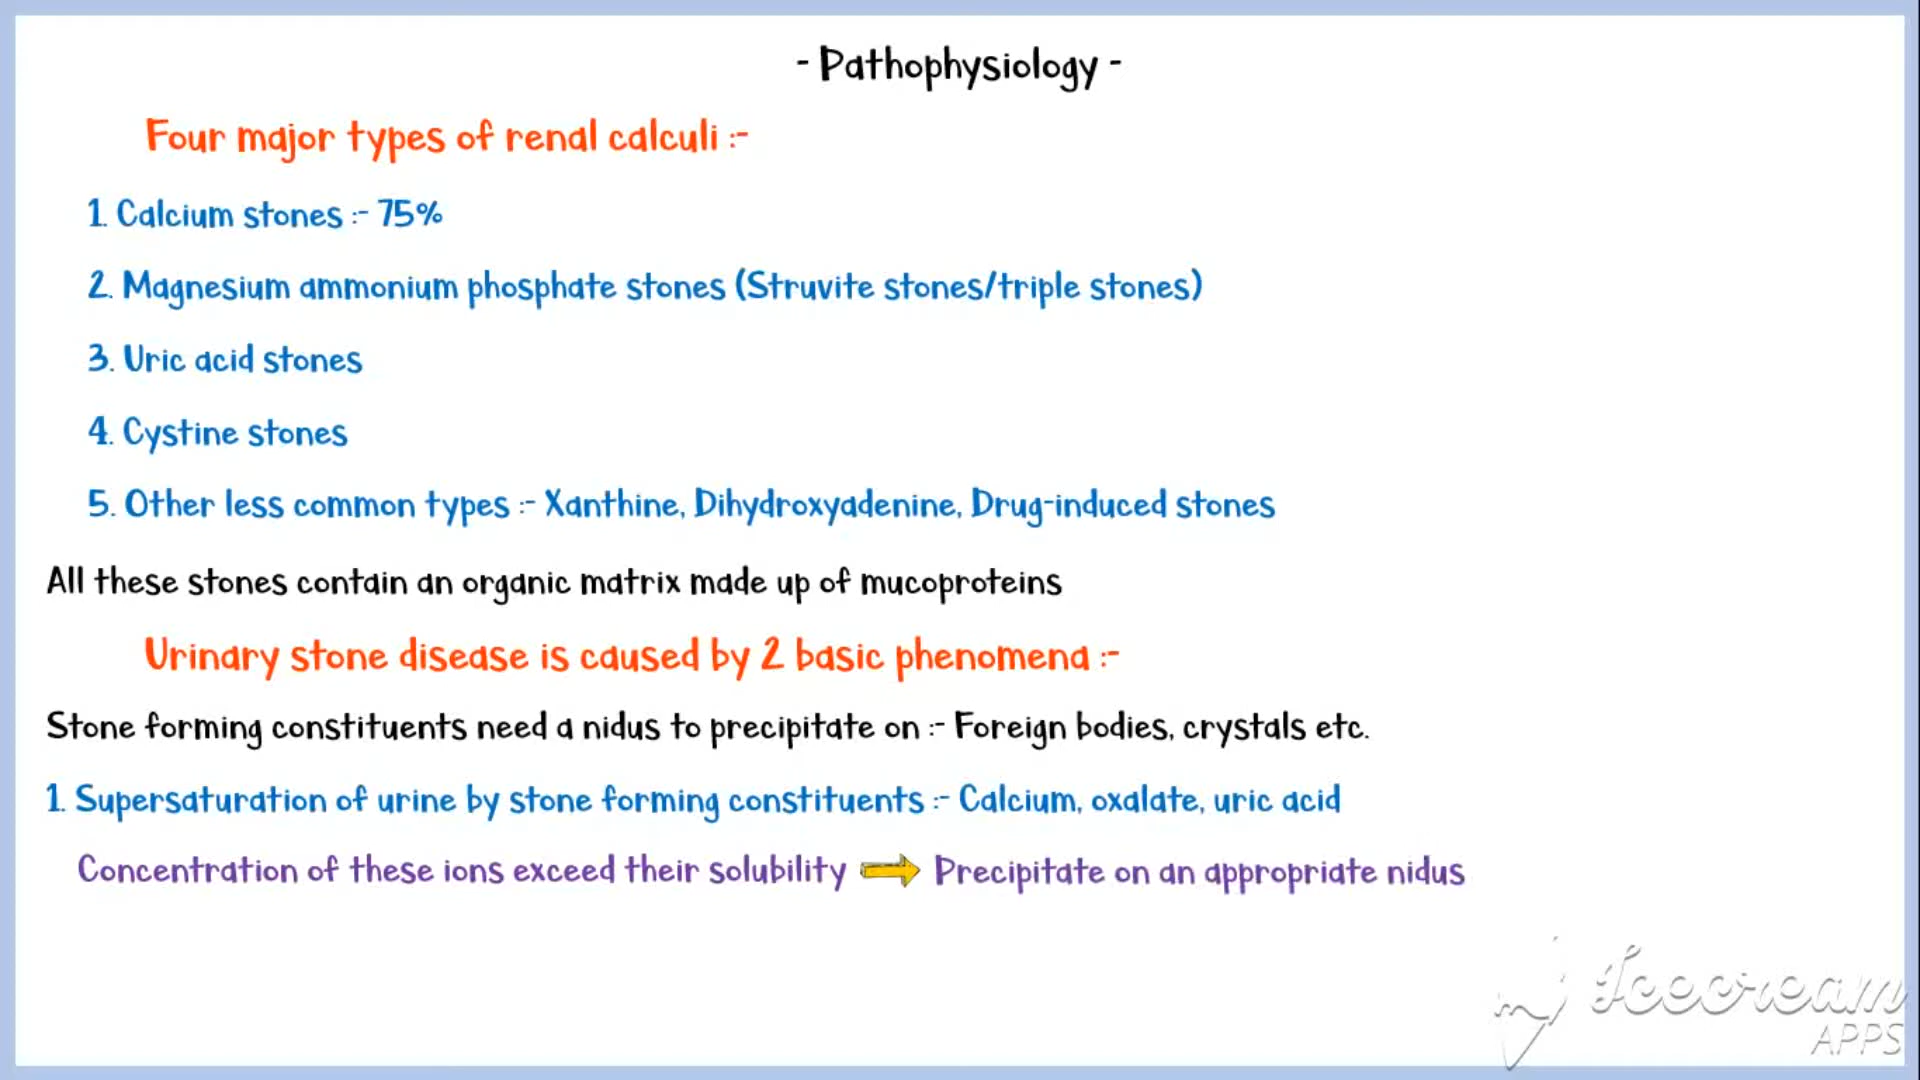 - Pathophysiology -
Four major types of renal calculi :-
1. Calcium stones :- 75%
2. Magnesium ammonium phosphate stones (Struvite stones/triple stones)
3. Uric acid stones
4. Cystine stones
5. Other less common types :- Xanthine, Dihydroxyadenine, Drug-induced stones
All these stones contain an organic matrix made up of mucoproteins
Urinary stone disease is caused by 2 basic phenomena :-
Stone forming constituents need a nidus to precipitate on :- Foreign bodies, crystals etc.
1. Supersaturation of urine by stone forming constituents :- Calcium, oxalate, uric acid
Concentration of these ions exceed their solubility Precipitate on an appropriate nidus
Icecream
APPS